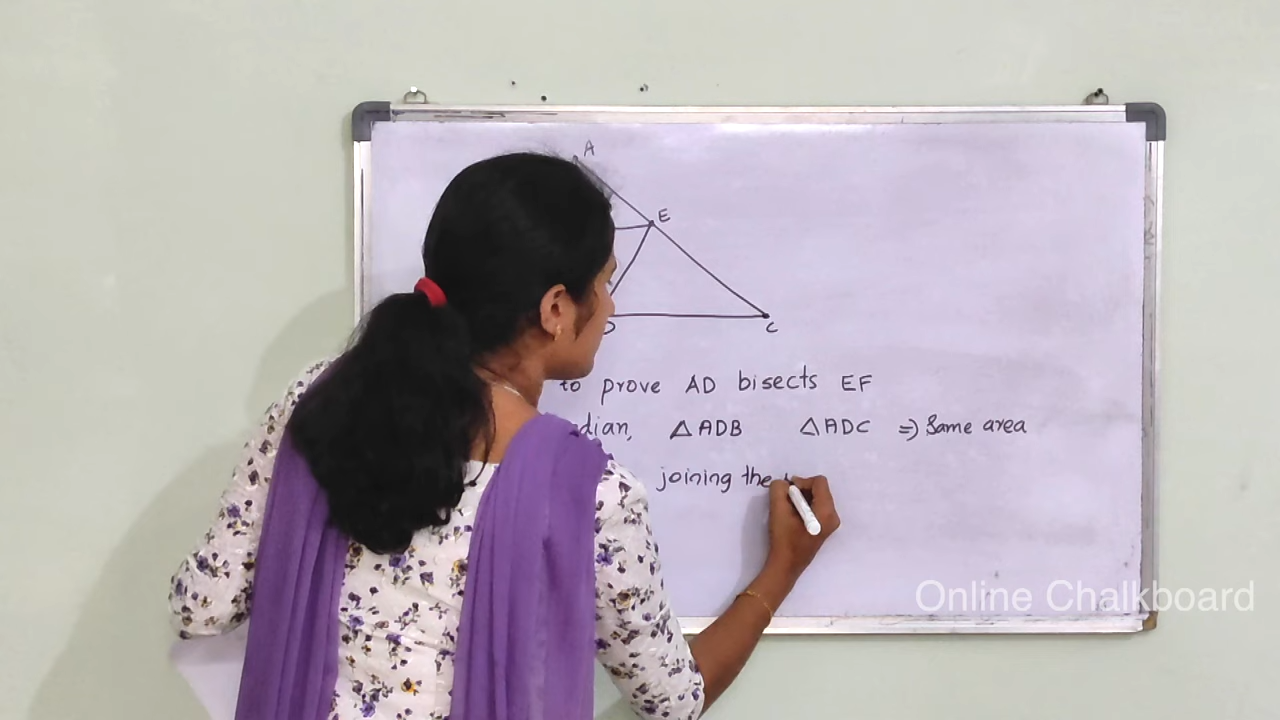 A
E
D
C
to prove AD bisects EF
dian, △ADB △ADC ⇒ Same area
joining the
Online Chalkboard